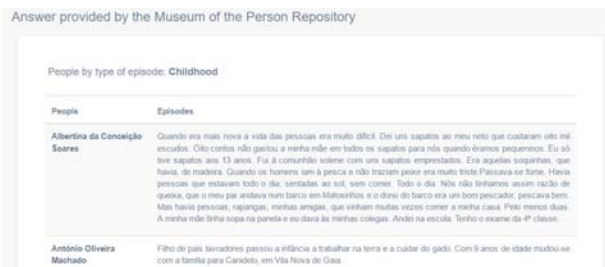 Answer provided by the Museum of the Person Repository
People by type of episode: Childhood
People Episodes
Albertina da Conceição Soares
Quando era mais nova a vida das pessoas era muito difícil. Dei uns sapatos ao meu neto que custaram oito mil
escudos. Oito contos não gastou a minha mãe em todos os sapatos para nós quando éramos pequeninos. Eu só
tive sapatos aos 13 anos. Fui à comunhão solene com uns sapatos emprestados. Era aquelas soquinhas, que
havia, de madeira. Quando os homens iam à pesca e não traziam peixe era muito triste.Passava-se fome. Havia
pessoas que estavam todo o dia, sentadas ao sol, sem comer. Todo o dia. Nós não tínhamos assim razão de
queixa, que o meu pai andava num barco em Matosinhos e o dono do barco era um bom pescador, pescava bem.
Mas havia pessoas, raparigas, minhas amigas, que vinham muitas vezes comer a minha casa. Pelo menos duas.
A minha mãe tinha sopa na panela e eu dava às minhas colegas. Andei na escola. Tenho o exame da 4ª classe.
António Oliveira Machado
Filho de pais lavradores passou a infância a trabalhar na terra e a cuidar do gado. Com 9 anos de idade mudou-se
com a família para Canidelo, em Vila Nova de Gaia.